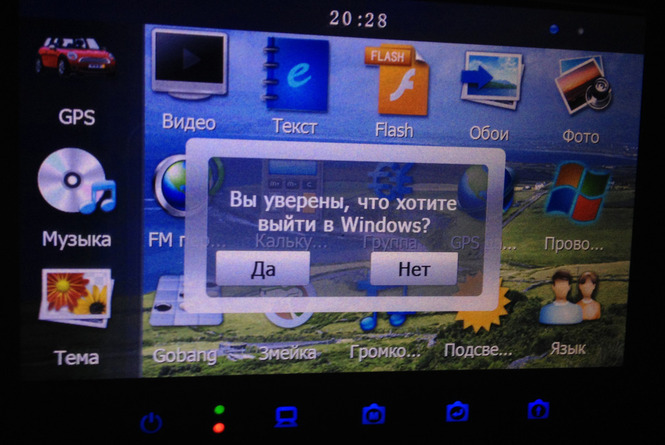 20:28
FLASH
GPS
Видео
Текст
Flash
Обои
Фото
Вы уверены, что хотите
выйти в Windows?
Музыка
FM
Кальку...
Группа
GPS
Прово...
Да
Нет
Тема
Gobang
Змейка
Громко...
Подсве...
Язык